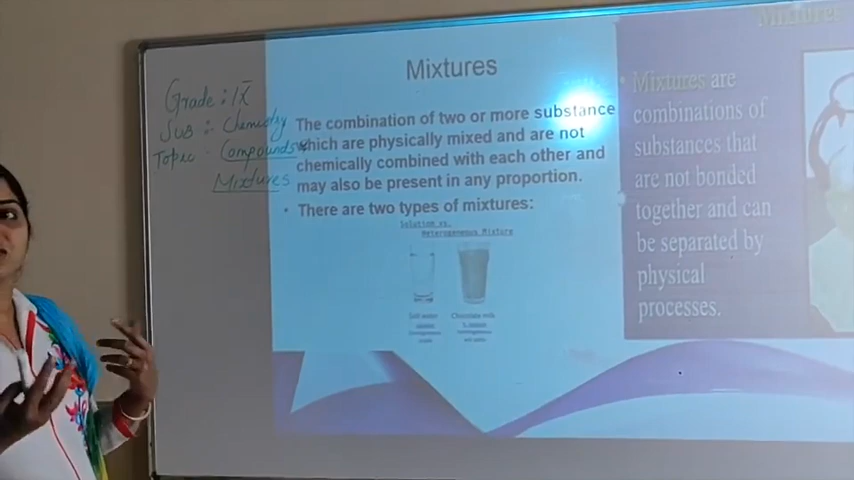 Grade : IX
Sub : Chemistry
Topic - Compounds &
Mixtures
Mixtures
The combination of two or more substance
which are physically mixed and are not
chemically combined with each other and
may also be present in any proportion.
• There are two types of mixtures:
Solution vs.
Heterogeneous Mixture
Salt water
Chocolate milk
Mixtures
• Mixtures are
combinations of
substances that
are not bonded
together and can
be separated by
physical
processes.